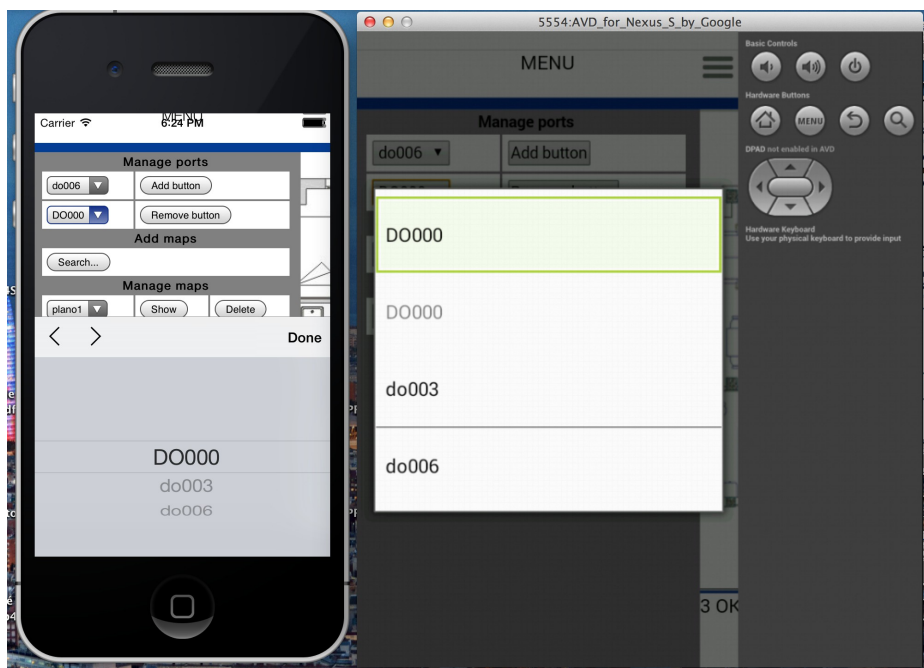 Carrier
MENU
6:24 PM
Manage ports
do006
Add button
DO000
Remove button
Add maps
Search...
Manage maps
plano1
Show
Delete
Done
DO000
do003
do006
5554:AVD_for_Nexus_S_by_Google
MENU
Manage ports
do006
Add button
DO000
DO000
do003
do006
3 OK
Basic Controls
Hardware Buttons
MENU
DPAD not enabled in AVD
Hardware Keyboard
Use your physical keyboard to provide input